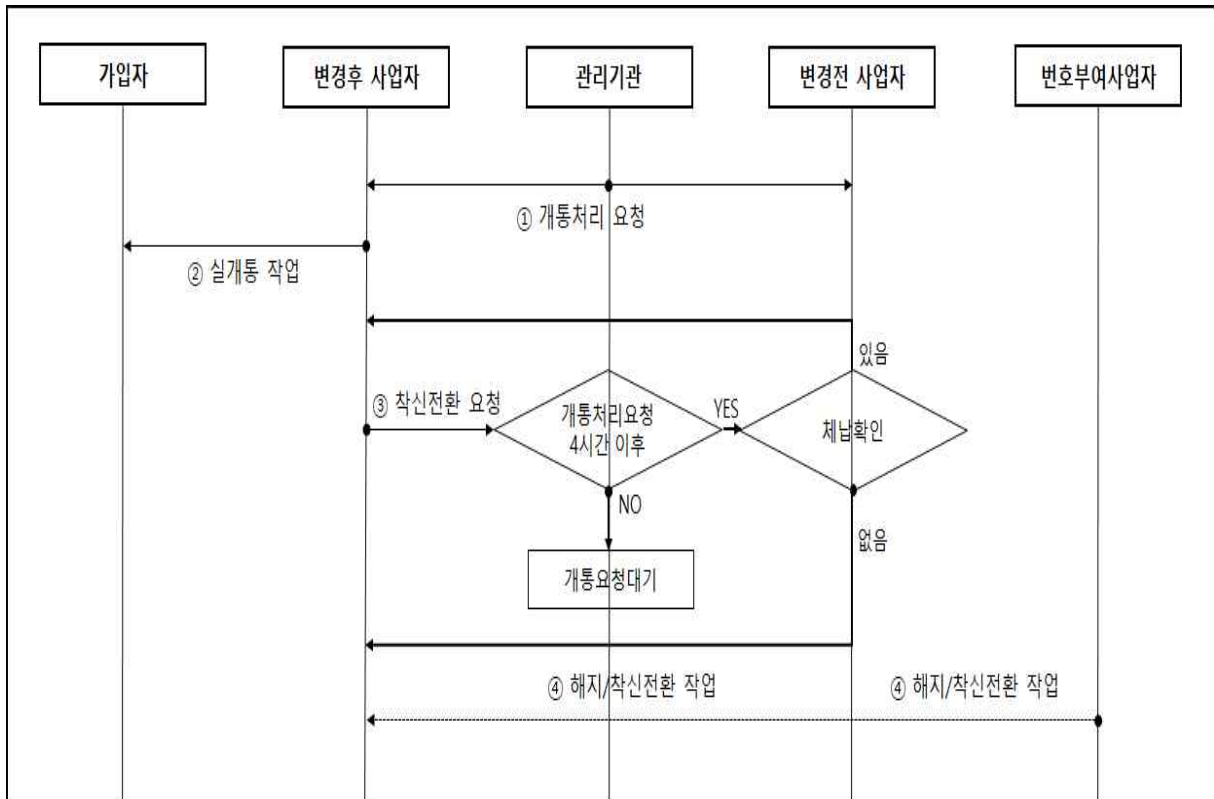 가입자
변경후 사업자
관리기관
변경전 사업자
번호부여사업자
① 개통처리 요청
② 실개통 작업
있음
③ 착신전환 요청
개통처리요청
4시간 이후
YES
체납확인
NO
없음
개통요청대기
④ 해지/착신전환 작업
④ 해지/착신전환 작업